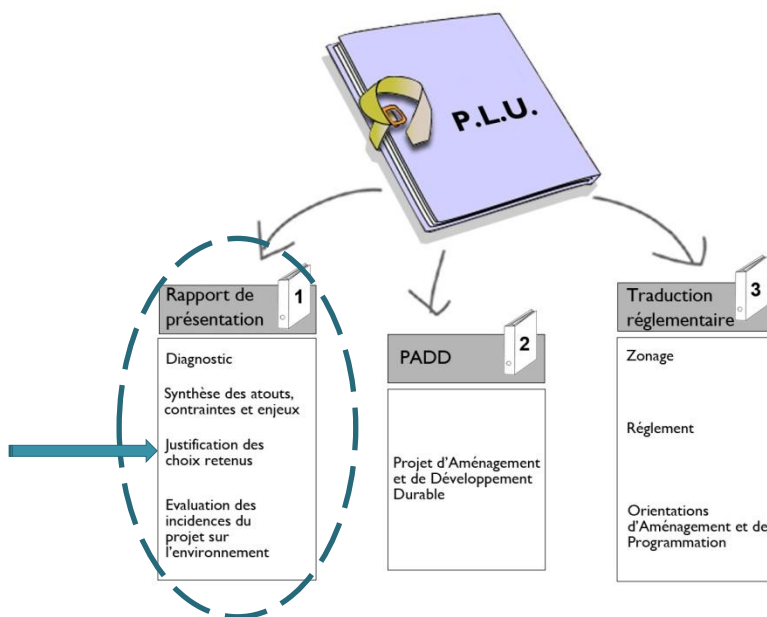 P.L.U.
Rapport de
présentation
1
Diagnostic
Synthèse des atouts,
contraintes et enjeux
Justification des
choix retenus
Evaluation des
incidences du
projet sur
l'environnement
PADD
2
Projet d'Aménagement
et de Développement
Durable
Traduction
réglementaire
3
Zonage
Réglement
Orientations
d'Aménagement et de
Programmation